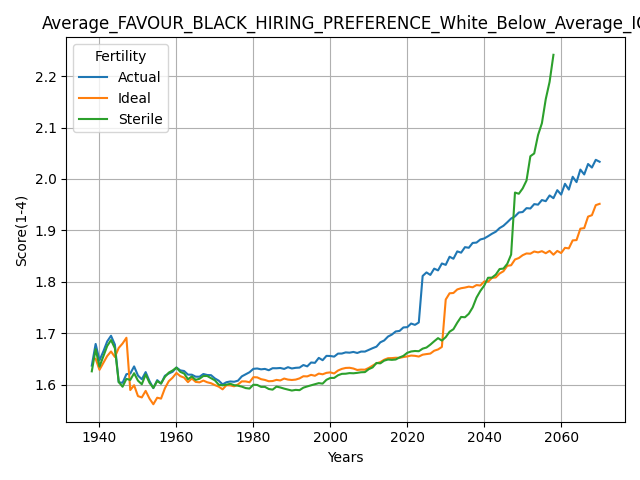 Average_FAVOUR_BLACK_HIRING_PREFERENCE_White_Below_Average_IQ
Fertility
Actual
Ideal
Sterile
Score(1-4)
2.2
2.1
2.0
1.9
1.8
1.7
1.6
1940 1960 1980 2000 2020 2040 2060
Years